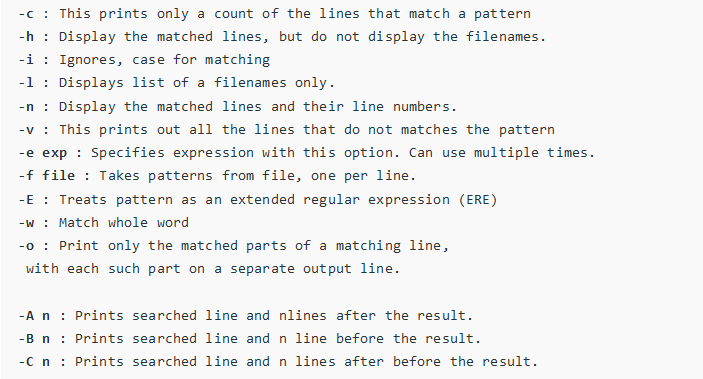 -c : This prints only a count of the lines that match a pattern
-h : Display the matched lines, but do not display the filenames.
-i : Ignores, case for matching
-l : Displays list of a filenames only.
-n : Display the matched lines and their line numbers.
-v : This prints out all the lines that do not matches the pattern
-e exp : Specifies expression with this option. Can use multiple times.
-f file : Takes patterns from file, one per line.
-E : Treats pattern as an extended regular expression (ERE)
-w : Match whole word
-o : Print only the matched parts of a matching line,
 with each such part on a separate output line.

-A n : Prints searched line and nlines after the result.
-B n : Prints searched line and n line before the result.
-C n : Prints searched line and n lines after before the result.